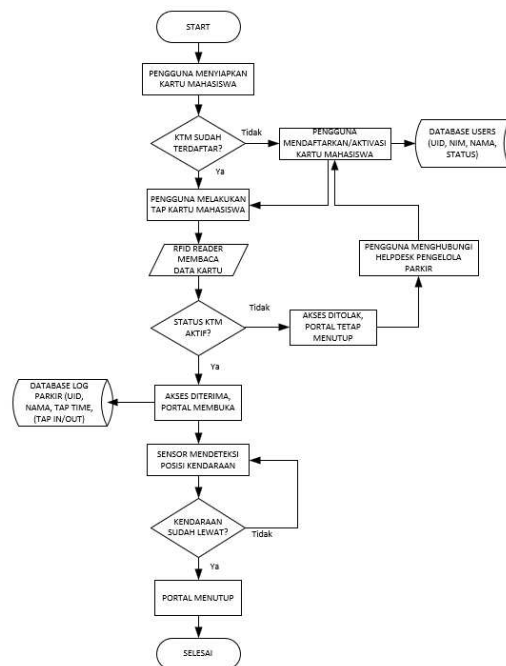 START
PENGGUNA MENYIAPKAN
KARTU MAHASISWA
KTM SUDAH
TERDAFTAR?
Tidak
PENGGUNA
MENDAFTARKAN/AKTIVASI
KARTU MAHASISWA
DATABASE USERS
(UID, NIM, NAMA,
STATUS)
Ya
PENGGUNA MELAKUKAN
TAP KARTU MAHASISWA
RFID READER
MEMBACA
DATA KARTU
PENGGUNA MENGHUBUNGI
HELPDESK PENGELOLA
PARKIR
STATUS KTM
AKTIF?
Tidak
AKSES DITOLAK,
PORTAL TETAP
MENUTUP
Ya
DATABASE LOG
PARKIR (UID,
NAMA, TAP TIME,
(TAP IN/OUT)
AKSES DITERIMA,
PORTAL MEMBUKA
SENSOR MENDETEKSI
POSISI KENDARAAN
KENDARAAN
SUDAH LEWAT?
Tidak
Ya
PORTAL MENUTUP
SELESAI